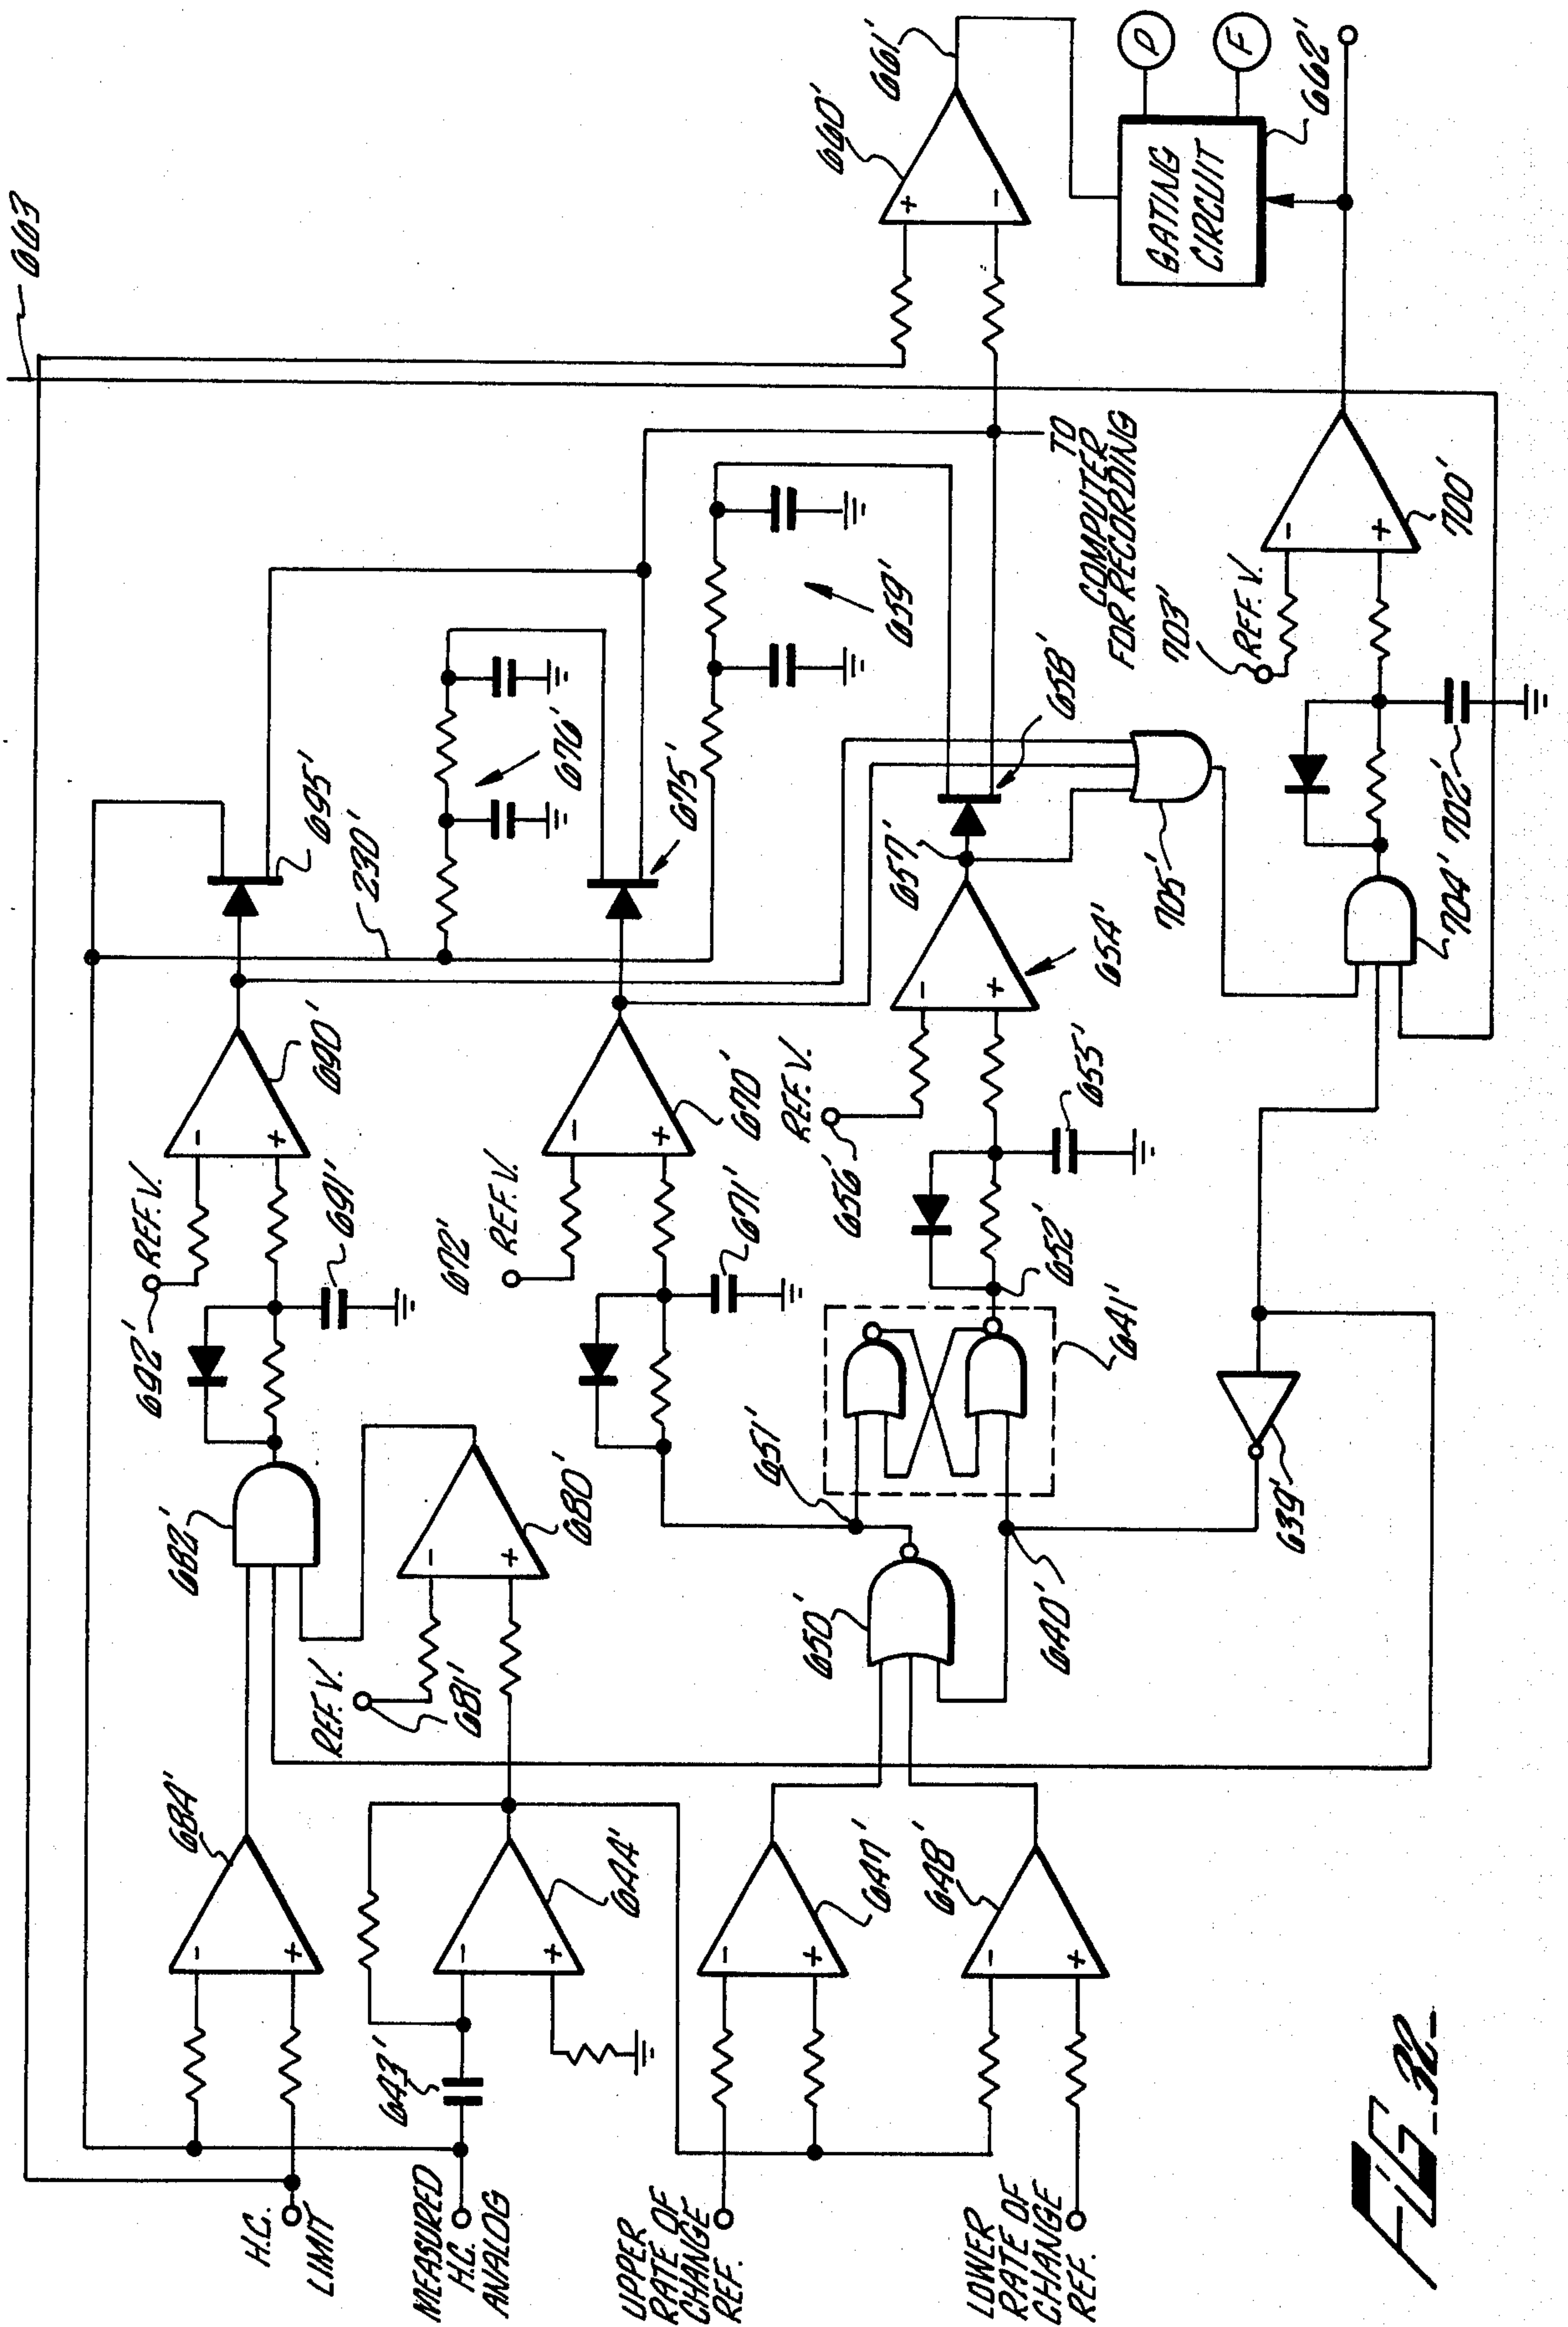 663
H.C.
LIMIT
684'
682'
692'
REF. V.
691'
690'
695'
230'
MEASURED
H.C.
ANALOG
643'
644'
REF. V.
681'
680'
672'
REF. V.
671'
670'
675'
676'
659'
660'
661'
UPPER
RATE OF
CHANGE
REF.
647'
648'
650'
651'
641'
652'
656'
REF. V.
655'
654'
657'
658'
TO
COMPUTER
FOR RECORDING
LOWER
RATE OF
CHANGE
REF.
640'
639'
705'
704'
702'
703'
REF. V.
700'
GATING
CIRCUIT
P
F
662'
-
+
-
+
-
+
-
+
-
+
-
+
-
+
-
+
-
+
+
-
FIG_32_